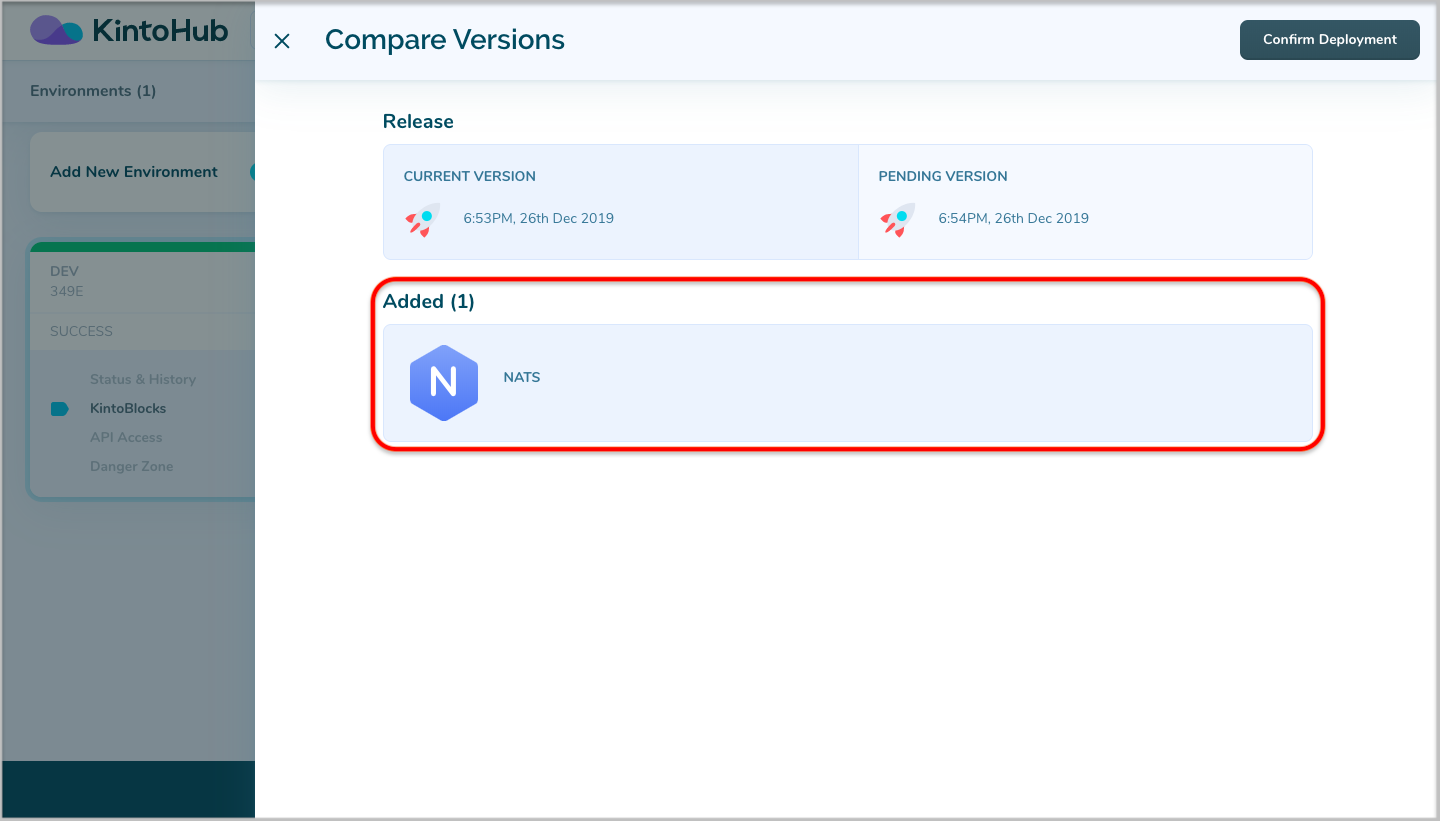 KintoHub
Environments (1)
Add New Environment
DEV
349E
SUCCESS
Status & History
KintoBlocks
API Access
Danger Zone
Compare Versions
Confirm Deployment
Release
CURRENT VERSION
6:53PM, 26th Dec 2019
PENDING VERSION
6:54PM, 26th Dec 2019
Added (1)
N
NATS